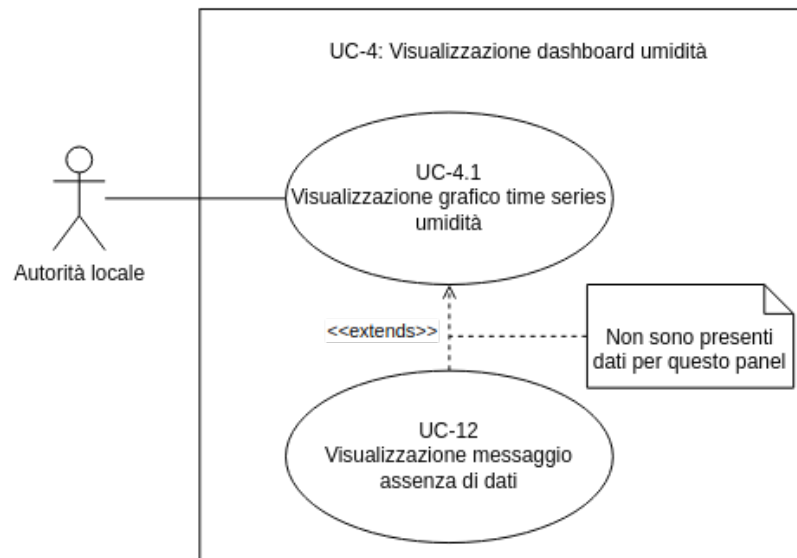 UC-4: Visualizzazione dashboard umidità
UC-4.1
Visualizzazione grafico time series
umidità
Autorità locale
<<extends>>
Non sono presenti
dati per questo panel
UC-12
Visualizzazione messaggio
assenza di dati